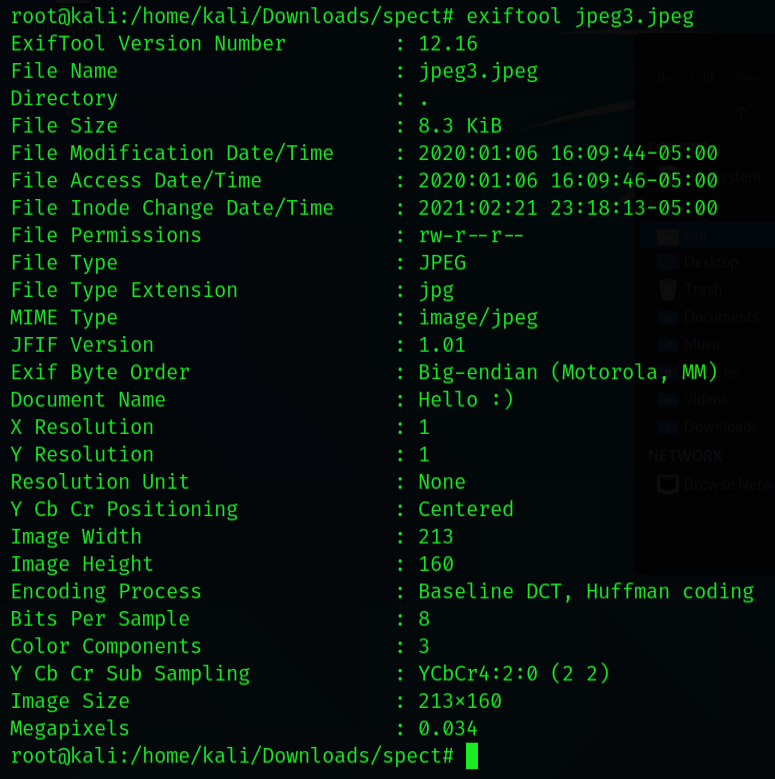 root@kali:/home/kali/Downloads/spect# exiftool jpeg3.jpeg
ExifTool Version Number : 12.16
File Name : jpeg3.jpeg
Directory : .
File Size : 8.3 KiB
File Modification Date/Time : 2020:01:06 16:09:44-05:00
File Access Date/Time : 2020:01:06 16:09:46-05:00
File Inode Change Date/Time : 2021:02:21 23:18:13-05:00
File Permissions : rw-r--r--
File Type : JPEG
File Type Extension : jpg
MIME Type : image/jpeg
JFIF Version : 1.01
Exif Byte Order : Big-endian (Motorola, MM)
Document Name : Hello :)
X Resolution : 1
Y Resolution : 1
Resolution Unit : None
Y Cb Cr Positioning : Centered
Image Width : 213
Image Height : 160
Encoding Process : Baseline DCT, Huffman coding
Bits Per Sample : 8
Color Components : 3
Y Cb Cr Sub Sampling : YCbCr4:2:0 (2 2)
Image Size : 213×160
Megapixels : 0.034
root@kali:/home/kali/Downloads/spect#
Desktop
Trash
Documents
Videos
Downloads
NETWORK
Browse